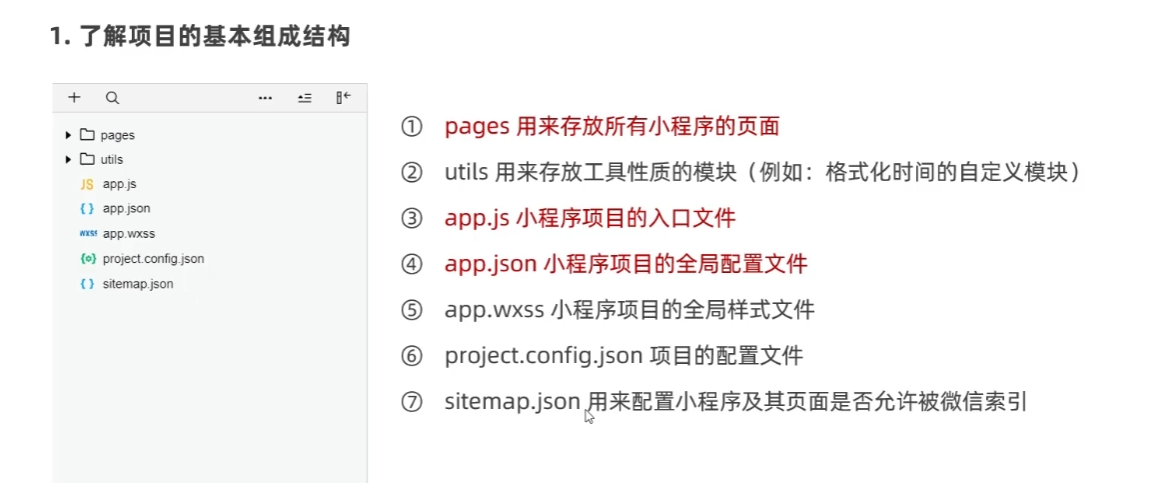 1. 了解项目的基本组成结构
pages
utils
JS app.js
{ } app.json
wxss app.wxss
{o} project.config.json
{ } sitemap.json
① pages 用来存放所有小程序的页面
② utils 用来存放工具性质的模块（例如：格式化时间的自定义模块）
③ app.js 小程序项目的入口文件
④ app.json 小程序项目的全局配置文件
⑤ app.wxss 小程序项目的全局样式文件
⑥ project.config.json 项目的配置文件
⑦ sitemap.json 用来配置小程序及其页面是否允许被微信索引